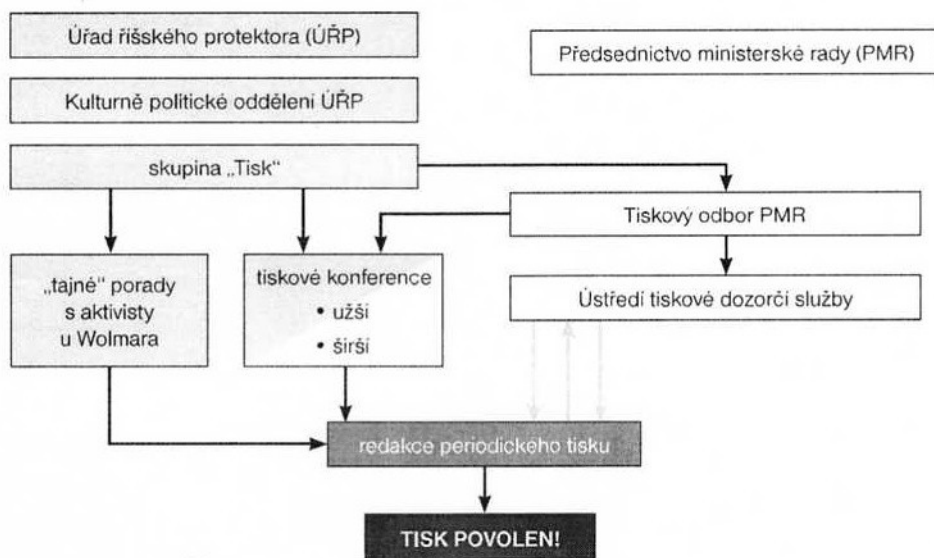 Úřad říšského protektora (ÚŘP)
Předsednictvo ministerské rady (PMR)
Kulturně politické oddělení ÚŘP
skupina „Tisk“
Tiskový odbor PMR
„tajné“ porady
s aktivisty
u Wolmara
tiskové konference
• užší
• širší
Ústředí tiskové dozorčí služby
redakce periodického tisku
TISK POVOLEN!